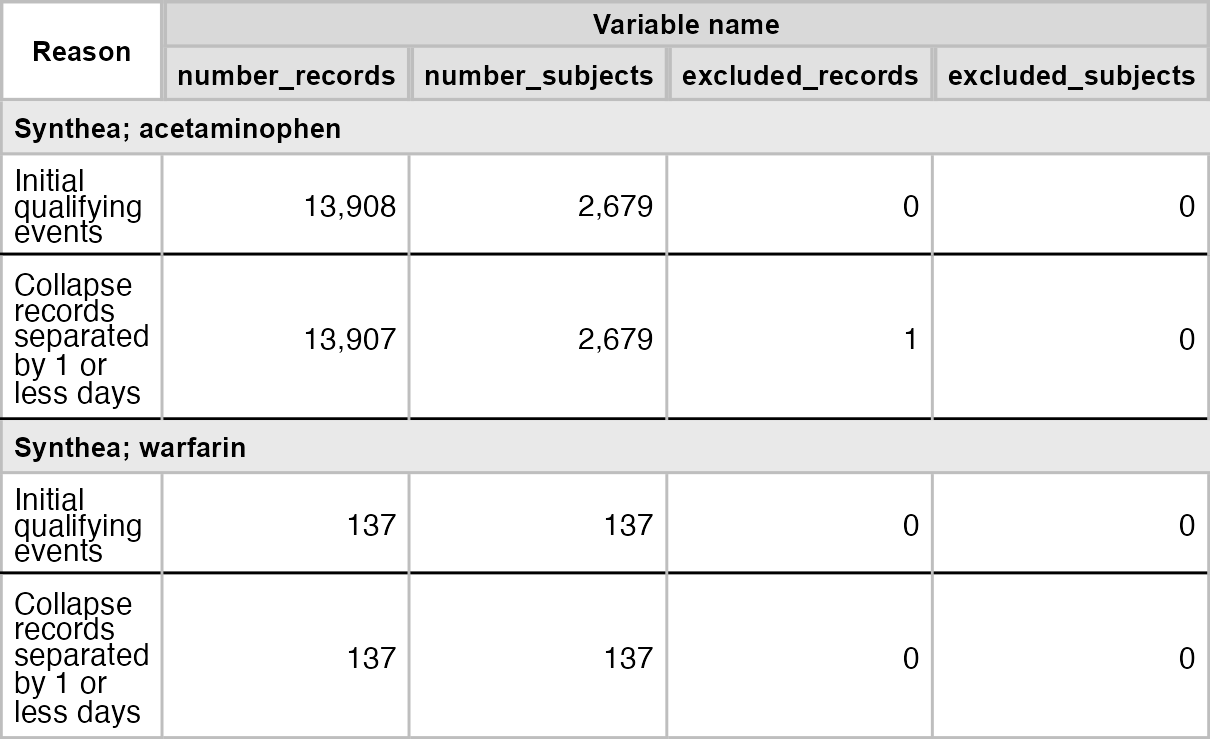 Reason
Variable name
number_records number_subjects excluded_records excluded_subjects
Synthea; acetaminophen
Initial
qualifying
events
13,908 2,679 0 0
Collapse
records
separated
by 1 or
less days
13,907 2,679 1 0
Synthea; warfarin
Initial
qualifying
events
137 137 0 0
Collapse
records
separated
by 1 or
less days
137 137 0 0